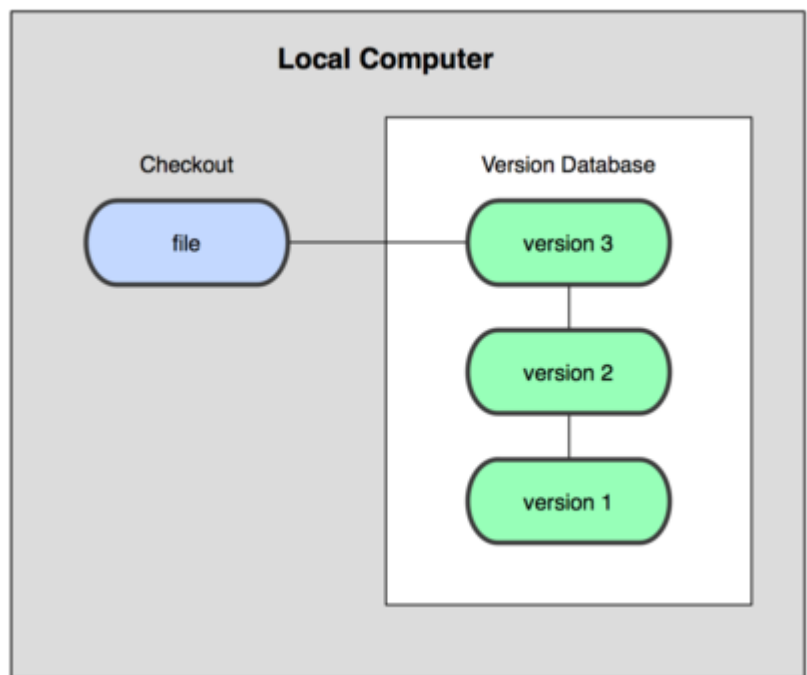 Local Computer
Checkout
Version Database
file
version 3
version 2
version 1